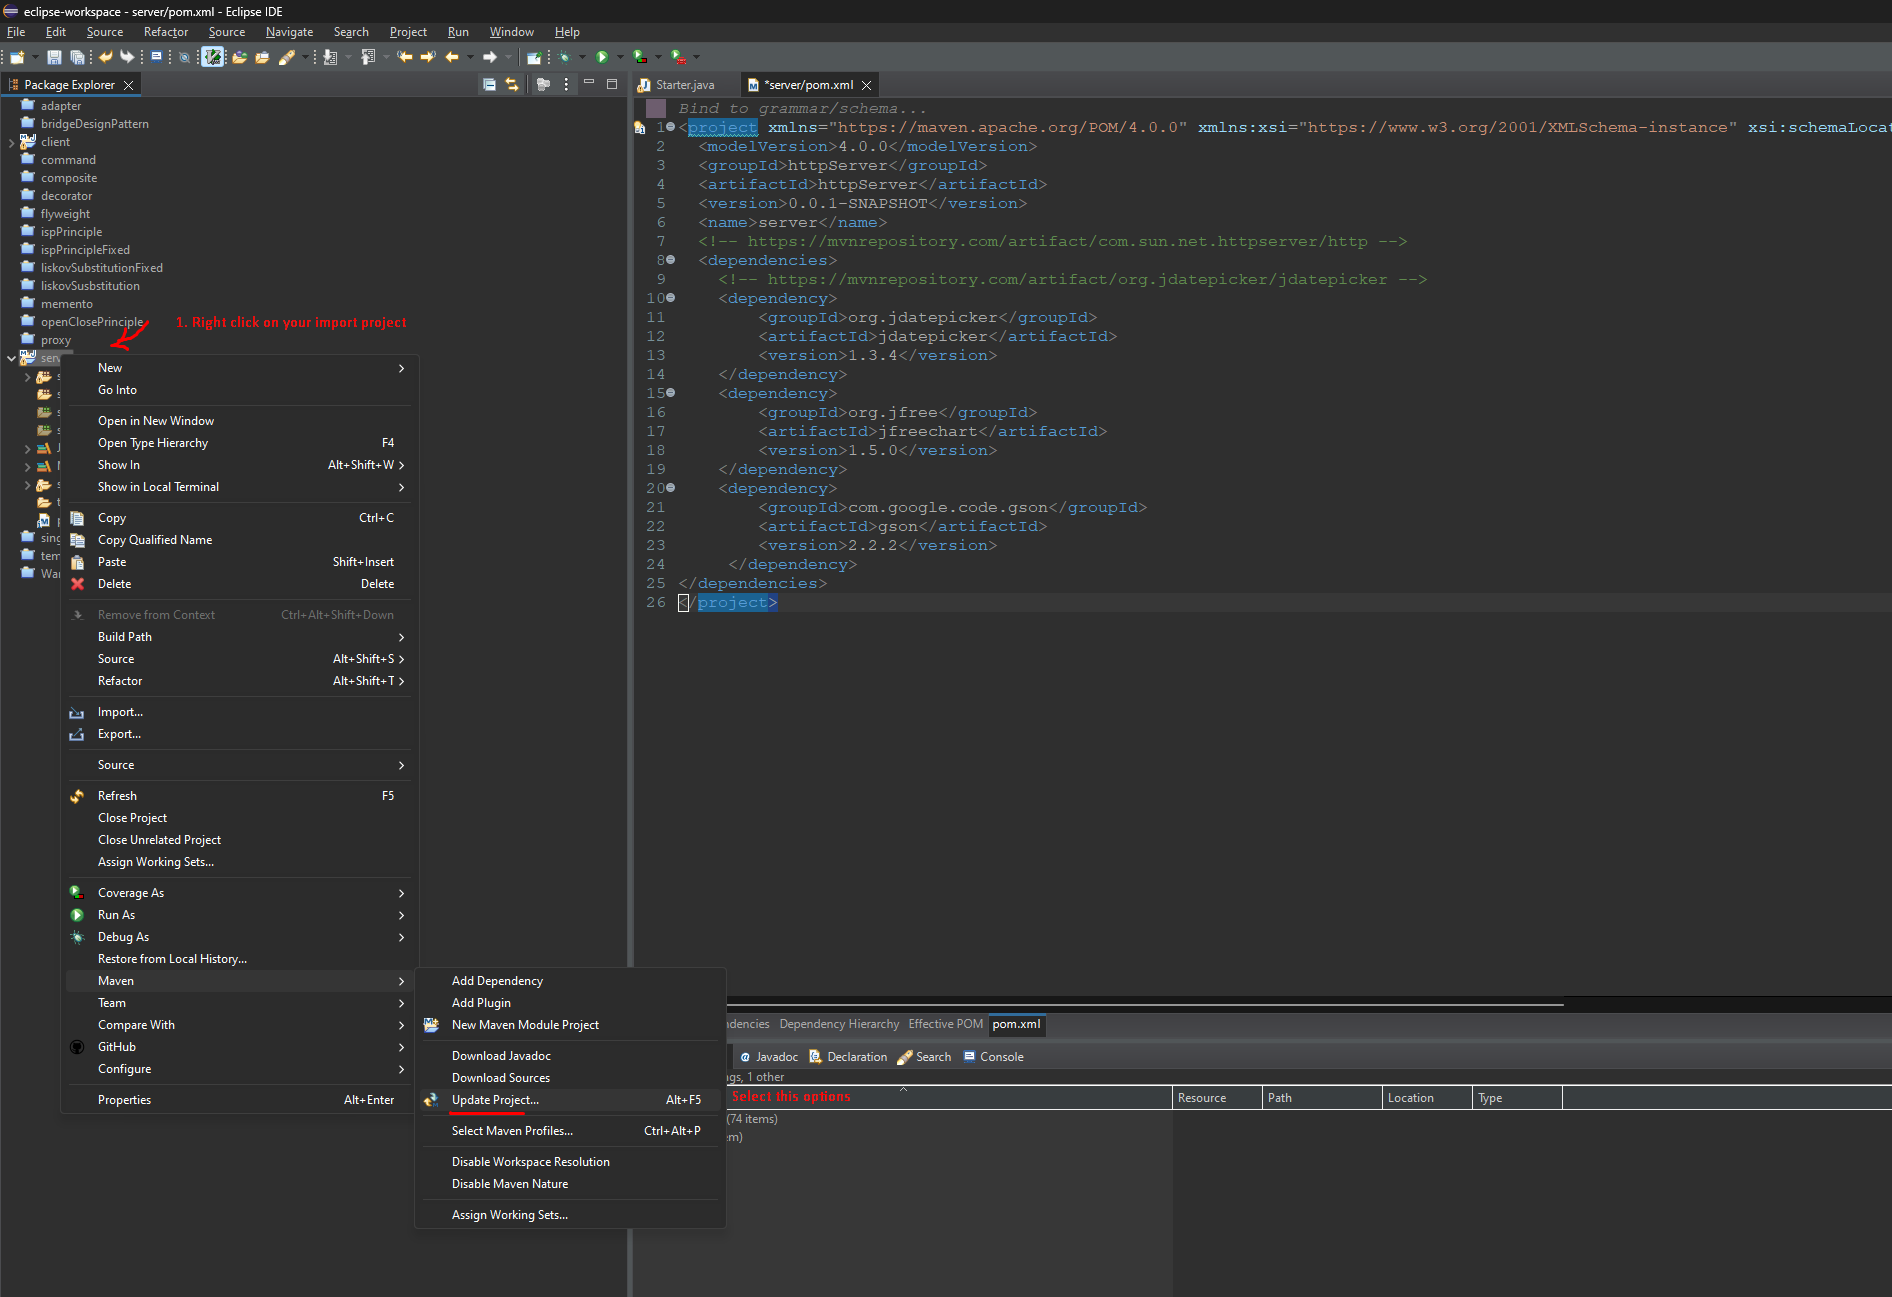 eclipse-workspace - server/pom.xml - Eclipse IDE
File Edit Source Refactor Source Navigate Search Project Run Window Help
Package Explorer
adapter
bridgeDesignPattern
client
command
composite
decorator
flyweight
ispPrinciple
ispPrincipleFixed
liskovSubstitutionFixed
liskovSusbstitution
memento
openClosePrinciple
proxy
1. Right click on your import project
New
Go Into
Open in New Window
Open Type Hierarchy F4
Show In Alt+Shift+W
Show in Local Terminal
Copy Ctrl+C
Copy Qualified Name
Paste Shift+Insert
Delete Delete
Remove from Context Ctrl+Alt+Shift+Down
Build Path
Source Alt+Shift+S
Refactor Alt+Shift+T
Import...
Export...
Source
Refresh F5
Close Project
Close Unrelated Project
Assign Working Sets...
Coverage As
Run As
Debug As
Restore from Local History...
Maven
Team
Compare With
GitHub
Configure
Properties Alt+Enter
Add Dependency
Add Plugin
New Maven Module Project
Download Javadoc
Download Sources
Update Project... Alt+F5
Select Maven Profiles... Ctrl+Alt+P
Disable Workspace Resolution
Disable Maven Nature
Assign Working Sets...
Starter.java *server/pom.xml
Bind to grammar/schema...
1 <project xmlns="https://maven.apache.org/POM/4.0.0" xmlns:xsi="https://www.w3.org/2001/XMLSchema-instance" xsi:schemaLocat
2 <modelVersion>4.0.0</modelVersion>
3 <groupId>httpServer</groupId>
4 <artifactId>httpServer</artifactId>
5 <version>0.0.1-SNAPSHOT</version>
6 <name>server</name>
7 <!-- https://mvnrepository.com/artifact/com.sun.net.httpserver/http -->
8 <dependencies>
9 <!-- https://mvnrepository.com/artifact/org.jdatepicker/jdatepicker -->
10 <dependency>
11 <groupId>org.jdatepicker</groupId>
12 <artifactId>jdatepicker</artifactId>
13 <version>1.3.4</version>
14 </dependency>
15 <dependency>
16 <groupId>org.jfree</groupId>
17 <artifactId>jfreechart</artifactId>
18 <version>1.5.0</version>
19 </dependency>
20 <dependency>
21 <groupId>com.google.code.gson</groupId>
22 <artifactId>gson</artifactId>
23 <version>2.2.2</version>
24 </dependency>
25 </dependencies>
26 </project>
Dependency Hierarchy Effective POM pom.xml
Javadoc Declaration Search Console
1 other
Select this options
Resource Path Location Type
(74 items)